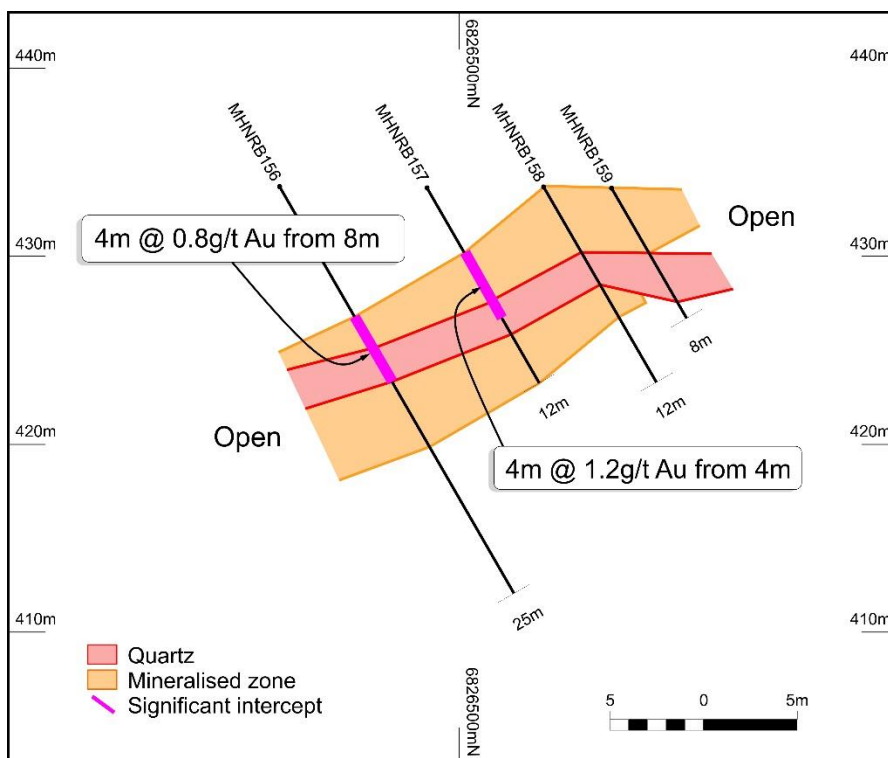 440m
6826500mN
440m
MHNRB156
MHNRB157
MHNRB158
MHNRB159
4m @ 0.8g/t Au from 8m
Open
430m
430m
8m
12m
12m
420m
Open
420m
4m @ 1.2g/t Au from 4m
25m
410m
410m
Quartz
Mineralised zone
Significant intercept
6826500mN
5 0 5m